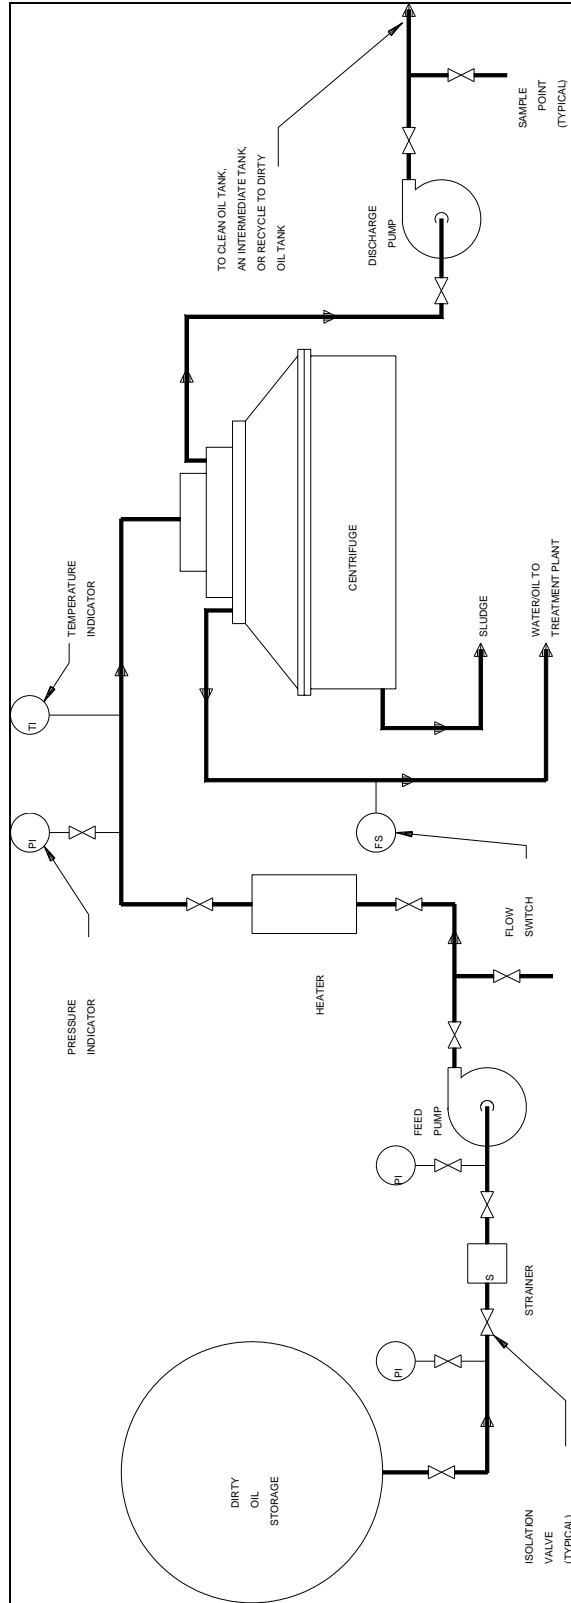 DIRTY
OIL
STORAGE
ISOLATION
VALVE
(TYPICAL)
PI
S
STRAINER
PI
FEED
PUMP
HEATER
PRESSURE
INDICATOR
PI
TI
TEMPERATURE
INDICATOR
FLOW
SWITCH
FS
CENTRIFUGE
SLUDGE
WATER/OIL TO
TREATMENT PLANT
TO CLEAN OIL TANK,
AN INTERMEDIATE TANK,
OR RECYCLE TO DIRTY
OIL TANK
DISCHARGE
PUMP
SAMPLE
POINT
(TYPICAL)